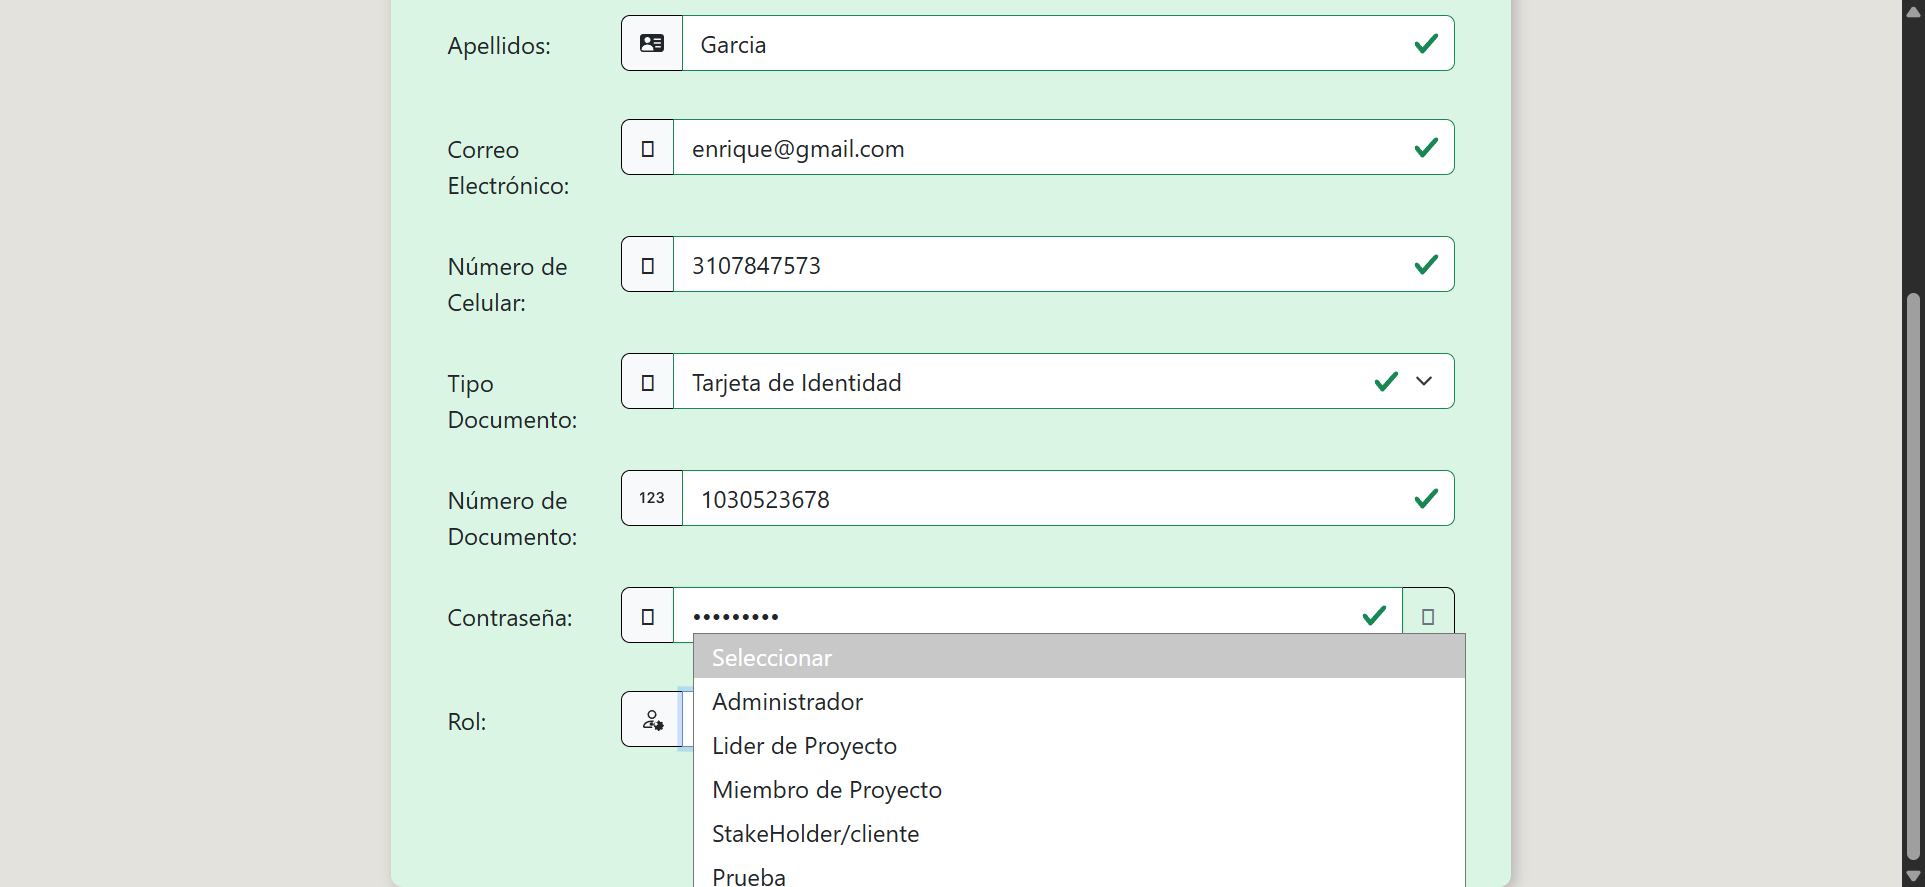 Apellidos:
Garcia
Correo
Electrónico:
enrique@gmail.com
Número de
Celular:
3107847573
Tipo
Documento:
Tarjeta de Identidad
Número de
Documento:
123
1030523678
Contraseña:
•••••••••
Rol:
Seleccionar
Administrador
Lider de Proyecto
Miembro de Proyecto
StakeHolder/cliente
Prueba